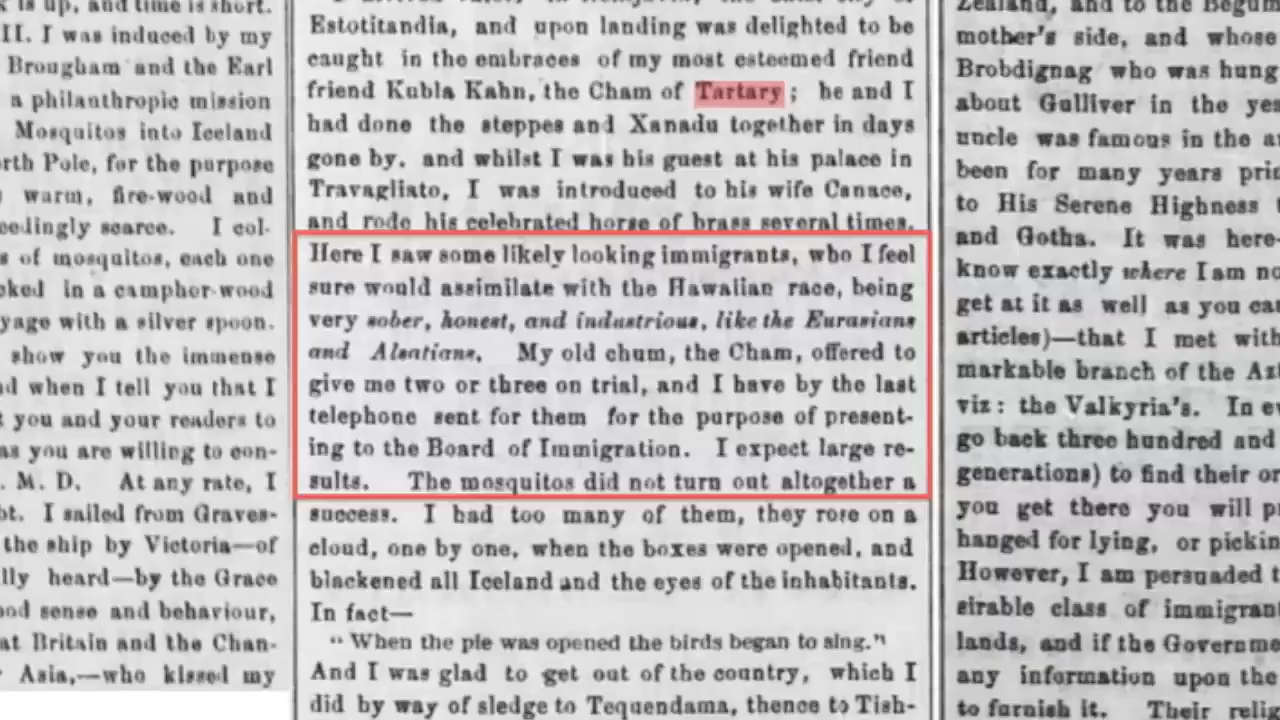 is up, and time is short.
II. I was induced by my
Brougham and the Earl
a philanthropic mission
Mosquitos into Iceland
Pole, for the purpose
warm, fire-wood and
scarce. I col-
of mosquitos, each one
in a camphor-wood
with a silver spoon.
show you the immense
when I tell you that I
you and your readers to
as you are willing to con-
M. D. At any rate, I
I sailed from Graves-
the ship by Victoria—of
heard—by the Grace
sense and behaviour,
Britain and the Chan-
Asia,—who kissed my
Estotitandia, and upon landing was delighted to be
caught in the embraces of my most esteemed friend
friend Kubla Kahn, the Cham of Tartary; he and I
had done the steppes and Xanadu together in days
gone by. and whilst I was his guest at his palace in
Travagliato, I was introduced to his wife Canace,
and rode his celebrated horse of brass several times.
Here I saw some likely looking immigrants, who I feel
sure would assimilate with the Hawaiian race, being
very sober, honest, and industrious, like the Eurasians
and Alsatians. My old chum, the Cham, offered to
give me two or three on trial, and I have by the last
telephone sent for them for the purpose of present-
ing to the Board of Immigration. I expect large re-
sults. The mosquitos did not turn out altogether a
success. I had too many of them, they rose on a
cloud, one by one, when the boxes were opened, and
blackened all Iceland and the eyes of the inhabitants.
In fact—
"When the pie was opened the birds began to sing."
And I was glad to get out of the country, which I
did by way of sledge to Tequendama, thence to Tish-
Zealand, and to the Begum
mother's side, and whose
Brobdignag who was hung
about Gulliver in the
uncle was famous in the
been for many years
to His Serene Highness
and Gotha. It was here
know exactly where I am
get at it as well as you
articles)—that I met with
markable branch of the
viz: the Valkyria's. In
go back three hundred and
generations) to find their
you get there you will
hanged for lying, or
However, I am persuaded
sirable class of
lands, and if the
any information upon the
to furnish it. Their